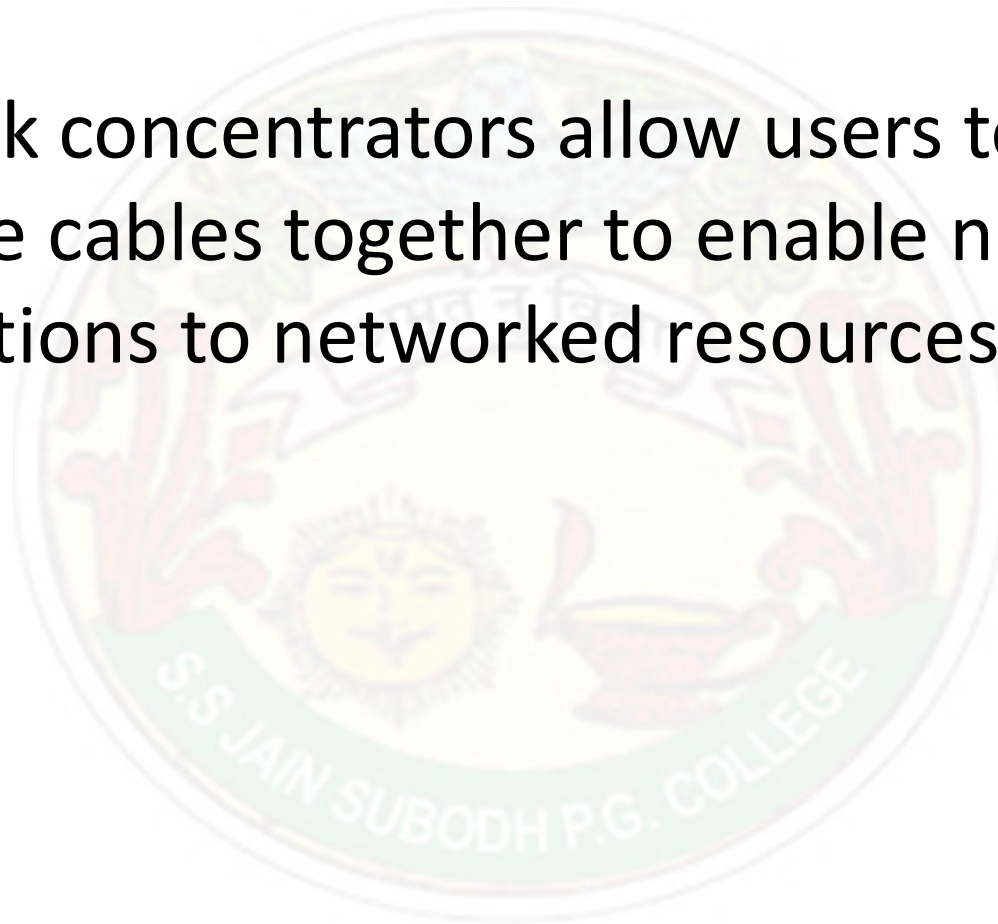 k concentrators allow users to
e cables together to enable n
tions to networked resources
S.S JAIN SUBODH P.G. COLLEGE